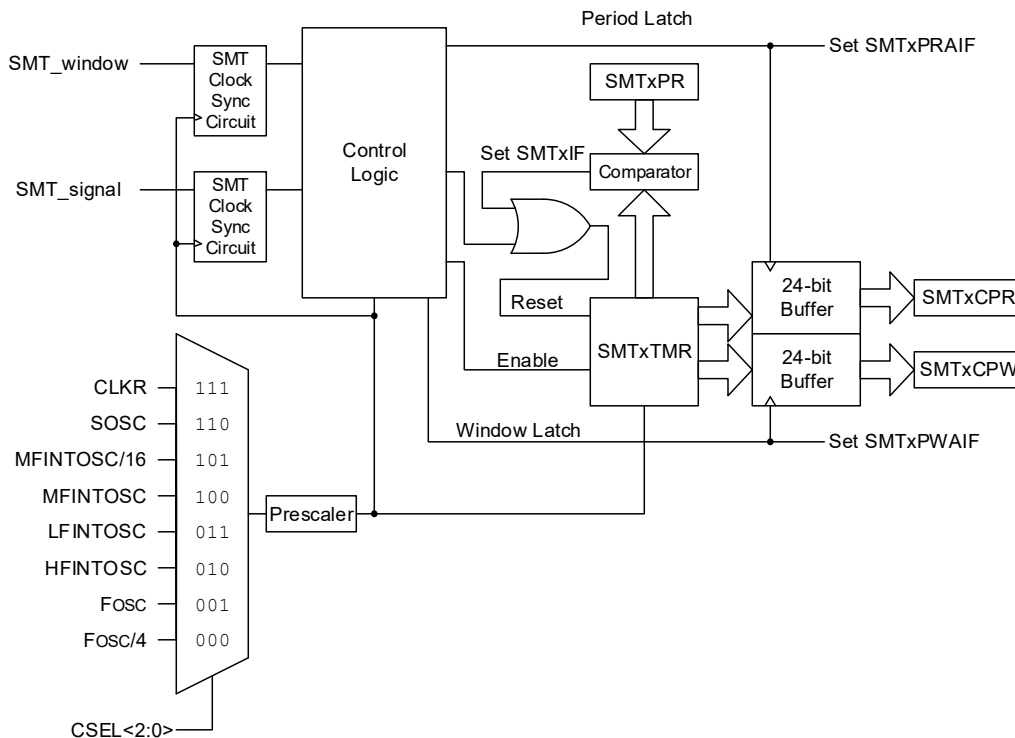 Period Latch
Set SMTxPRAIF
SMT_window
SMT
Clock
Sync
Circuit
Control
Logic
SMTxPR
Set SMTxIF
Comparator
SMT_signal
SMT
Clock
Sync
Circuit
24-bit
Buffer
SMTxCPR
Reset
SMTxTMR
Enable
24-bit
Buffer
SMTxCPW
Window Latch
Set SMTxPWAIF
CLKR 111
SOSC 110
MFINTOSC/16 101
MFINTOSC 100
LFINTOSC 011
HFINTOSC 010
FOSC 001
FOSC/4 000
Prescaler
CSEL<2:0>